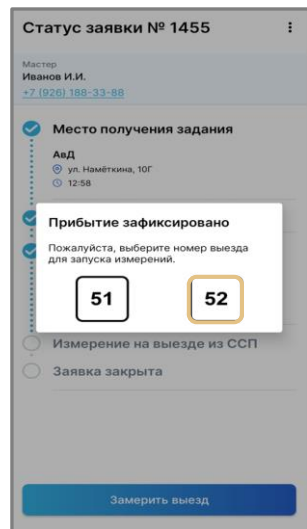 Статус заявки № 1455
Мастер
Иванов И.И.
+7 (926) 188-33-88
Место получения задания
АвД
ул. Намёткина, 10Г
12:58
Прибытие зафиксировано
Пожалуйста, выберите номер выезда
для запуска измерений.
51
52
Измерение на выезде из ССП
Заявка закрыта
Замерить выезд